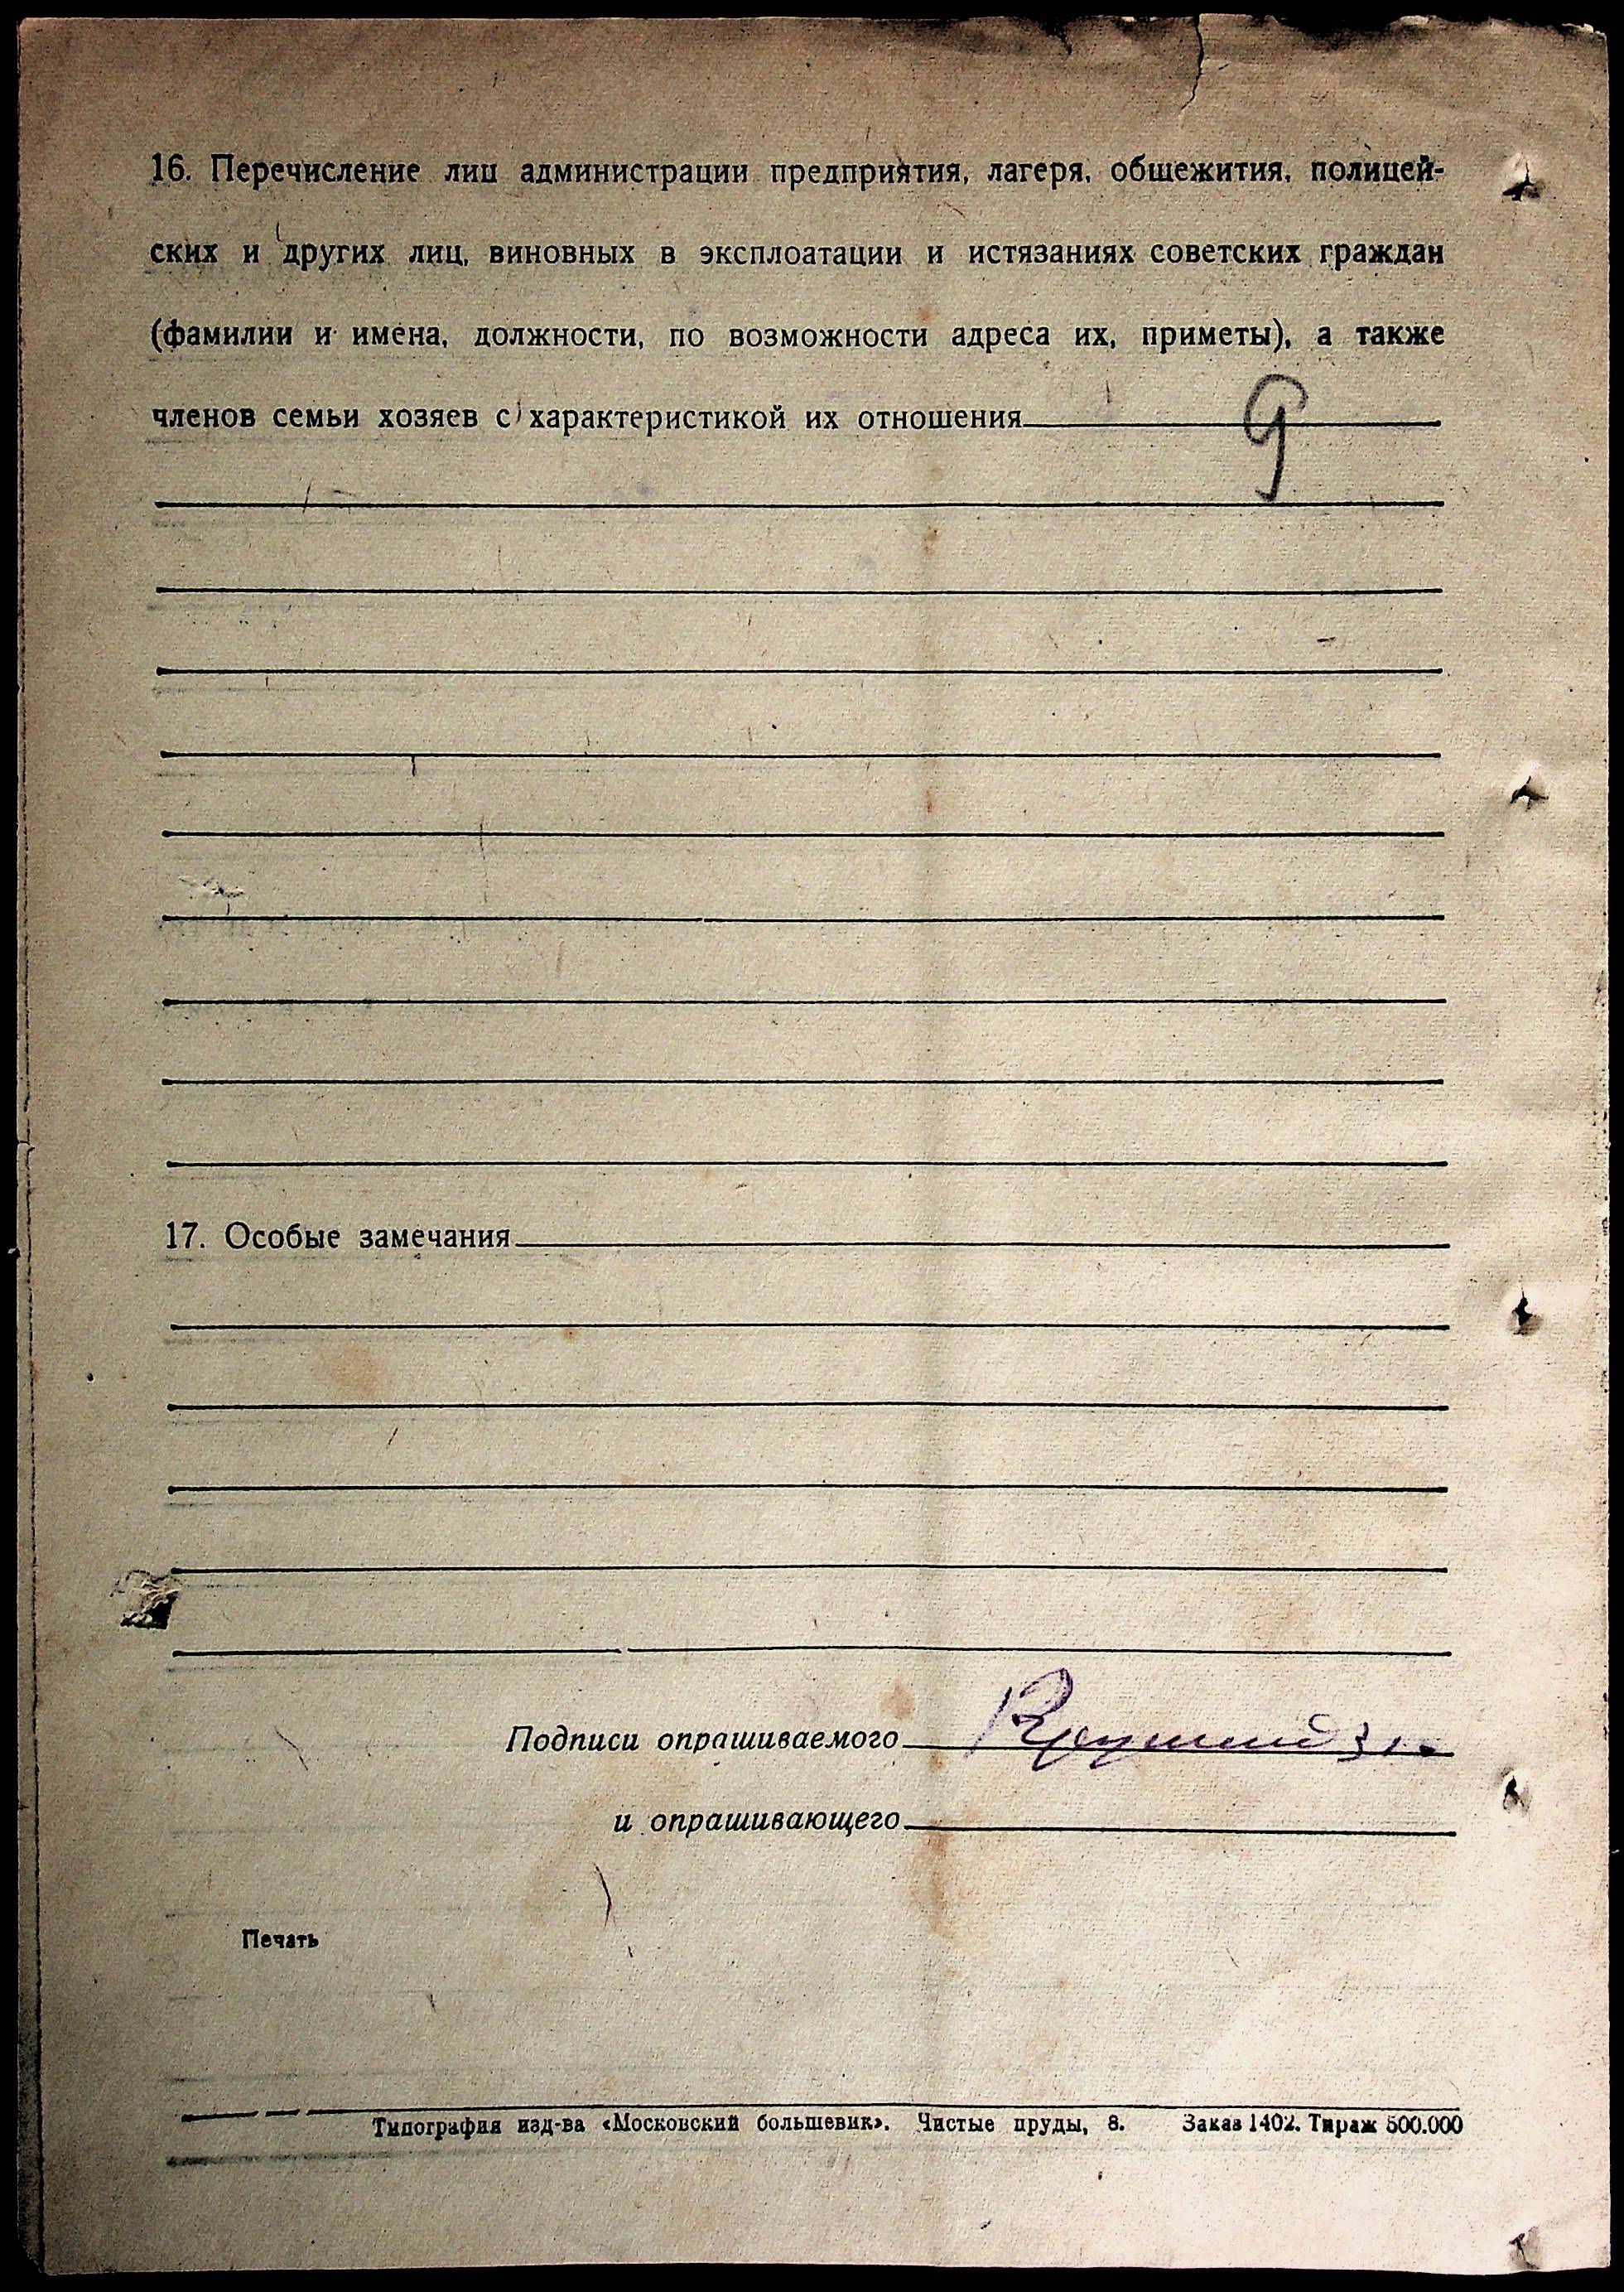 16. Перечисление лиц администрации предприятия, лагеря, общежития, полицей-
ских и других лиц, виновных в эксплоатации и истязаниях советских граждан
(фамилии и имена, должности, по возможности адреса их, приметы), а также
членов семьи хозяев с характеристикой их отношения
17. Особые замечания
Подписи опрашиваемого
и опрашивающего
Печать
Типография изд-ва «Московский большевик». Чистые пруды, 8. Заказ 1402. Тираж 500.000